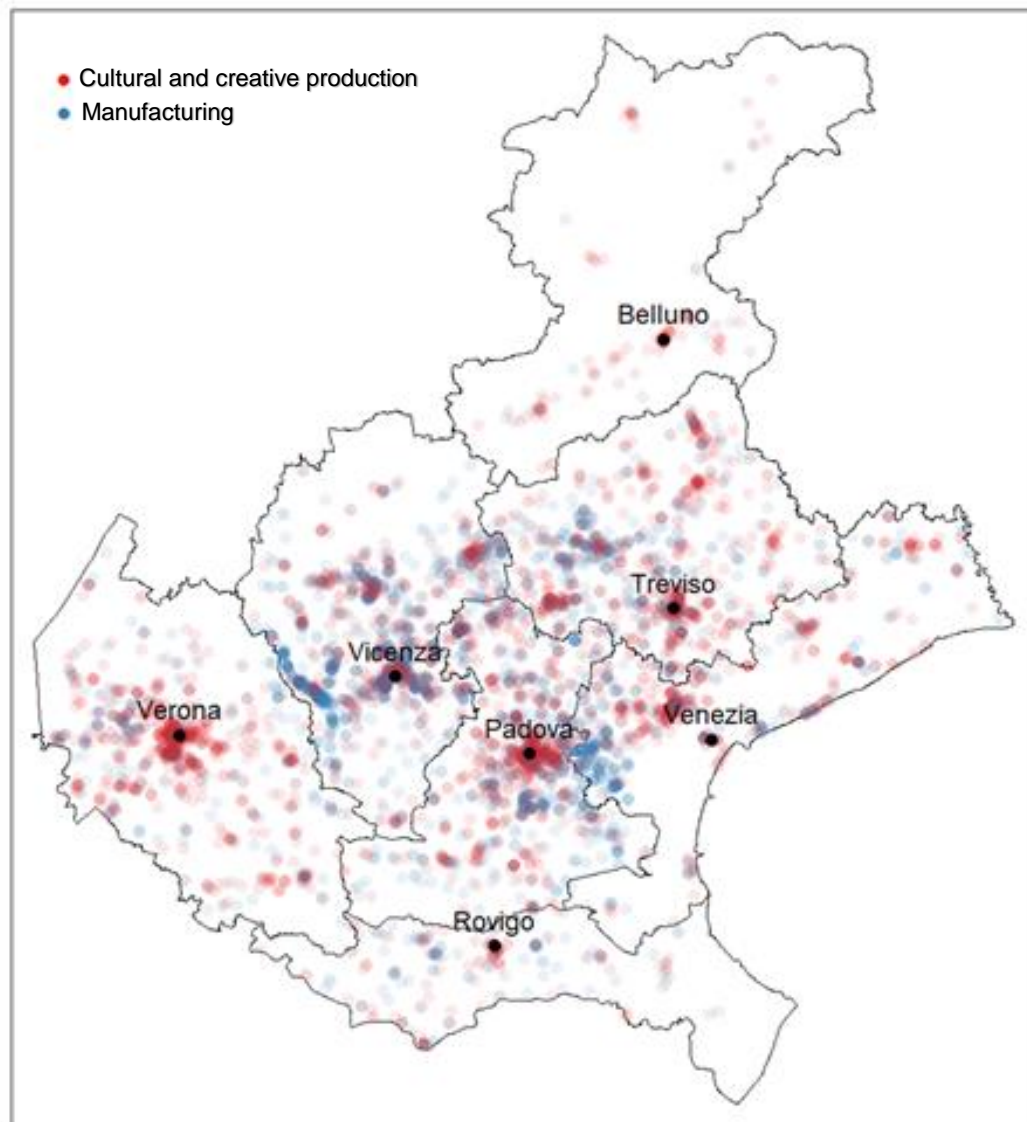 Cultural and creative production
Manufacturing
Belluno
Treviso
Vicenza
Verona
Padova
Venezia
Rovigo